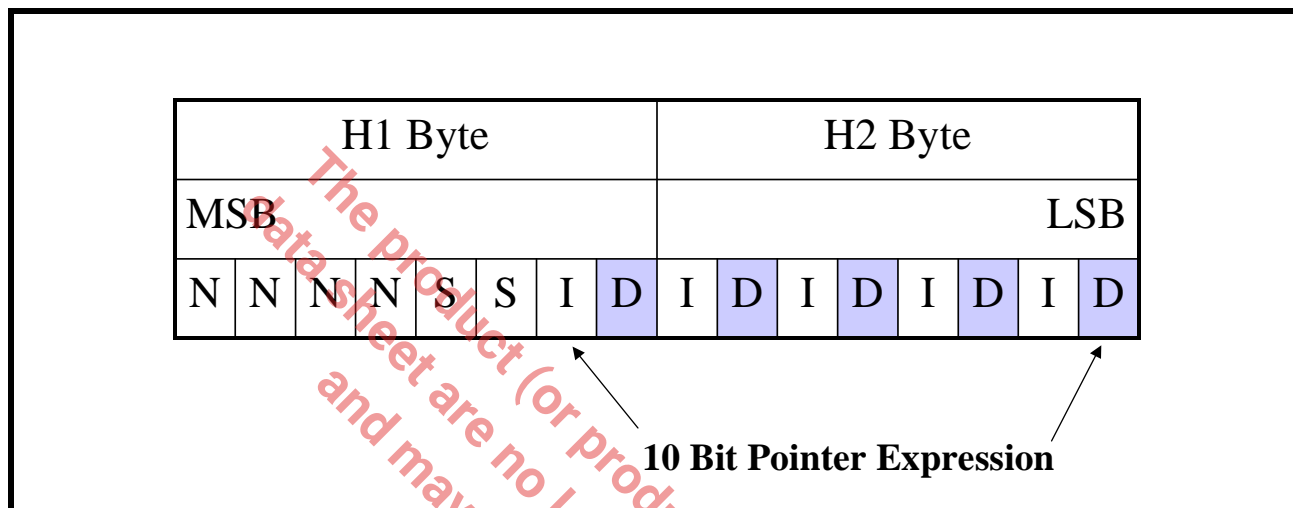 H1 Byte H2 Byte
MSB LSB
N N N N S S I D I D I D I D I D
10 Bit Pointer Expression
The product (or produ
data sheet are no
and may